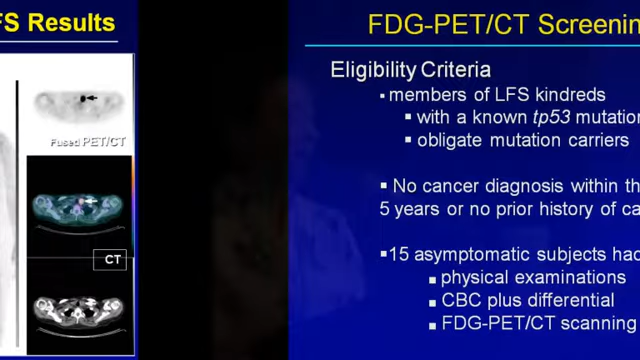 FS Results
Fused PET/CT
CT
FDG-PET/CT Screenin
Eligibility Criteria
▪ members of LFS kindreds
▪ with a known tp53 mutation
▪ obligate mutation carriers
▪ No cancer diagnosis within th
5 years or no prior history of ca
▪15 asymptomatic subjects had
▪ physical examinations
▪ CBC plus differential
▪ FDG-PET/CT scanning